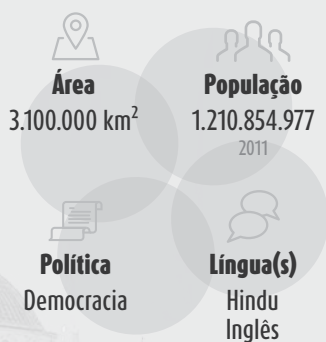 Área
3.100.000 km²
População
1.210.854.977
2011
Política
Democracia
Língua(s)
Hindu
Inglês